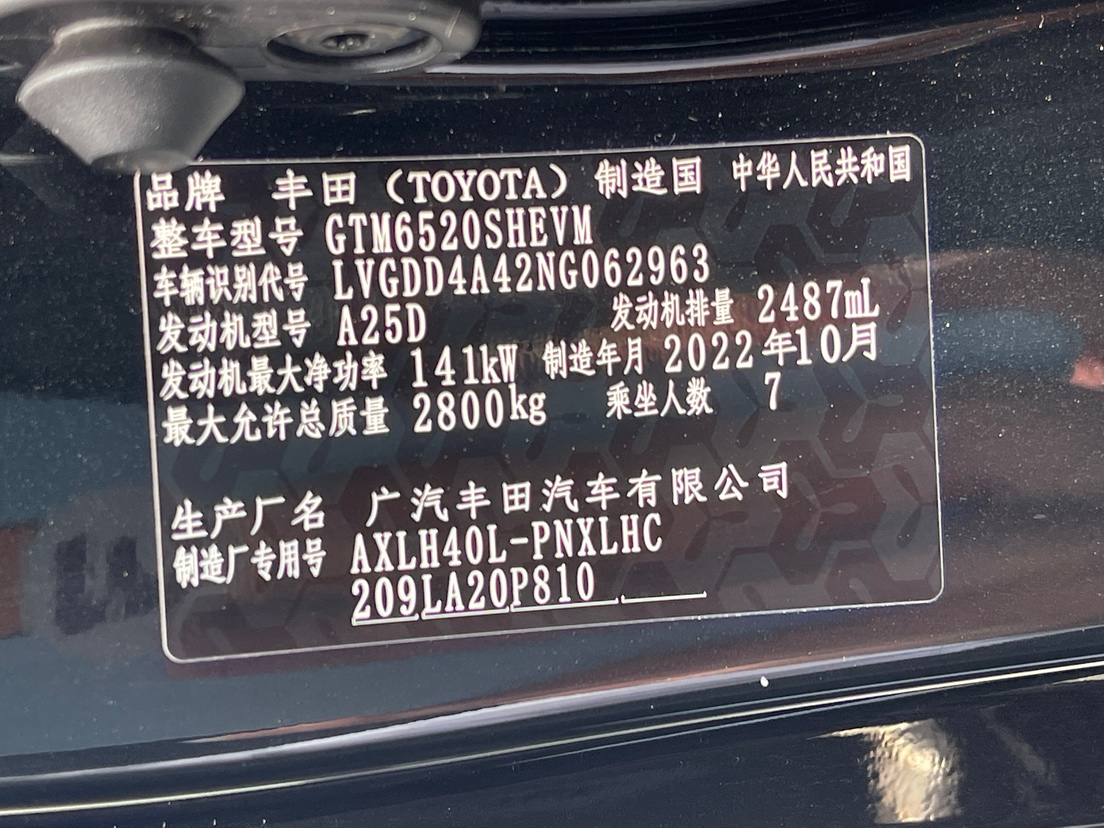 品牌 丰田（TOYOTA） 制造国 中华人民共和国
整车型号 GTM6520SHEVM
车辆识别代号 LVGDD4A42NG062963
发动机型号 A25D 发动机排量 2487mL
发动机最大净功率 141kW 制造年月 2022年10月
最大允许总质量 2800kg 乘坐人数 7
生产厂名 广汽丰田汽车有限公司
制造厂专用号 AXLH40L-PNXLHC
209LA20P810